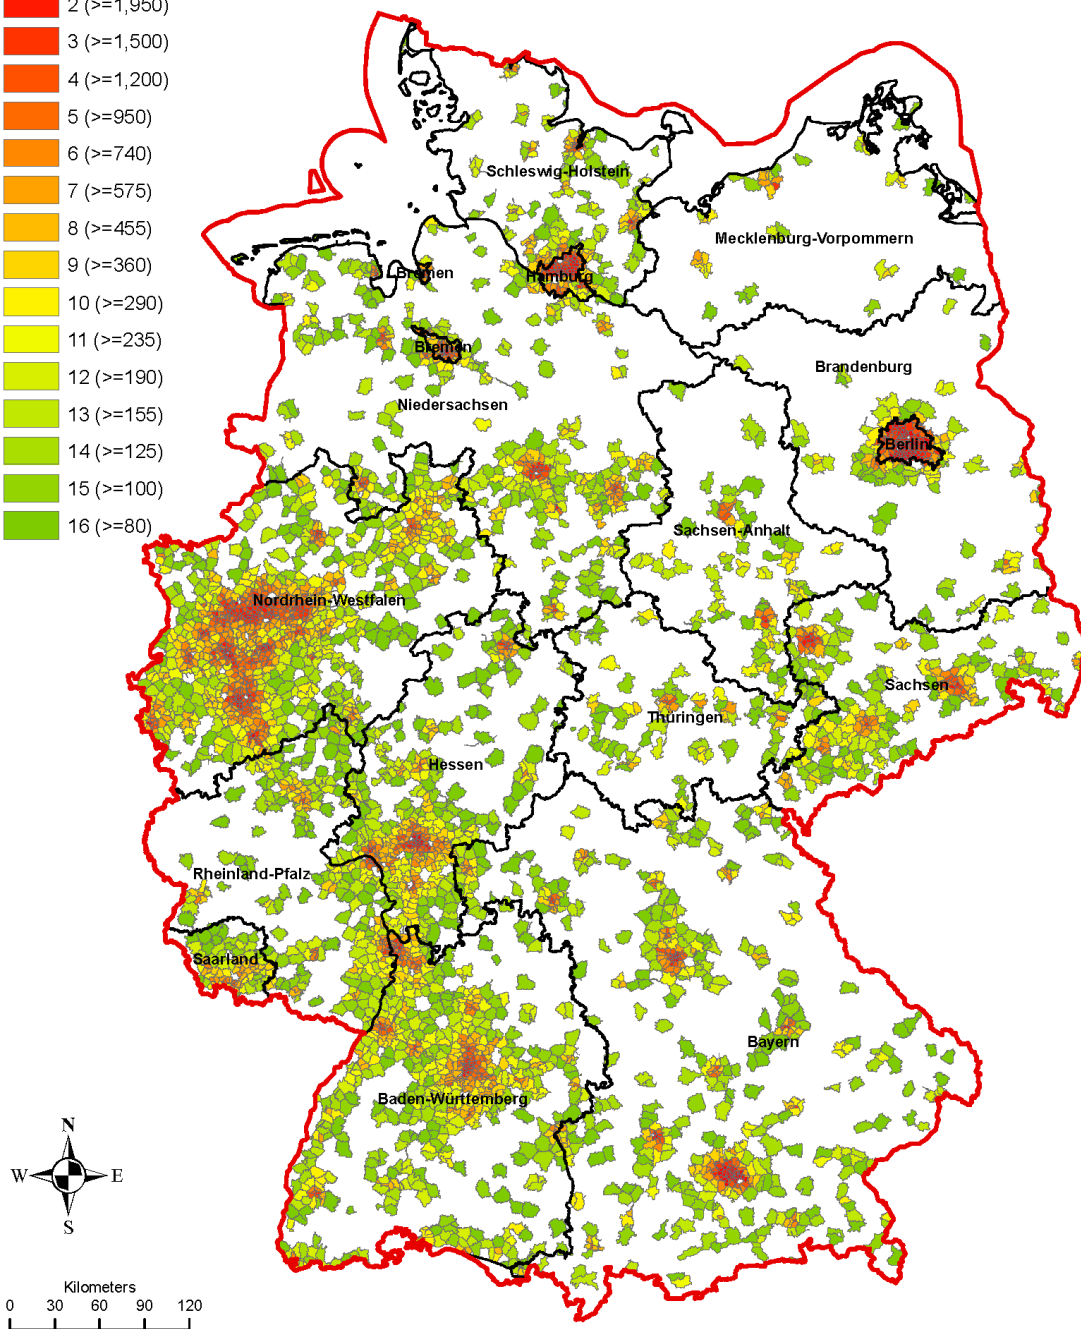 2 (>=1,950)
3 (>=1,500)
4 (>=1,200)
5 (>=950)
6 (>=740)
7 (>=575)
8 (>=455)
9 (>=360)
10 (>=290)
11 (>=235)
12 (>=190)
13 (>=155)
14 (>=125)
15 (>=100)
16 (>=80)
Schleswig-Holstein
Mecklenburg-Vorpommern
Bremen
Hamburg
Bremen
Brandenburg
Niedersachsen
Berlin
Sachsen-Anhalt
Nordrhein-Westfalen
Sachsen
Thüringen
Hessen
Rheinland-Pfalz
Saarland
Bayern
Baden-Württemberg
N
W
E
S
Kilometers
0 30 60 90 120